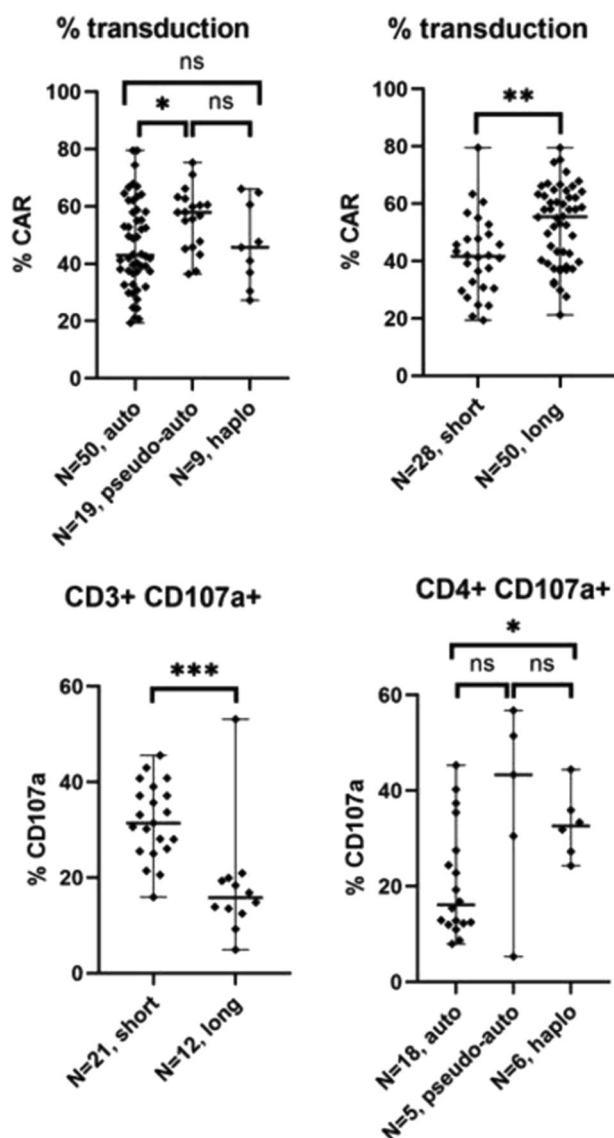 % transduction
ns
*
ns
% CAR
100
80
60
40
20
0
N=50, auto
N=19, pseudo-auto
N=9, haplo
% transduction
**
% CAR
100
80
60
40
20
0
N=28, short
N=50, long
CD3+ CD107a+
***
% CD107a
60
40
20
0
N=21, short
N=12, long
CD4+ CD107a+
*
ns
ns
% CD107a
60
40
20
0
N=18, auto
N=5, pseudo-auto
N=6, haplo